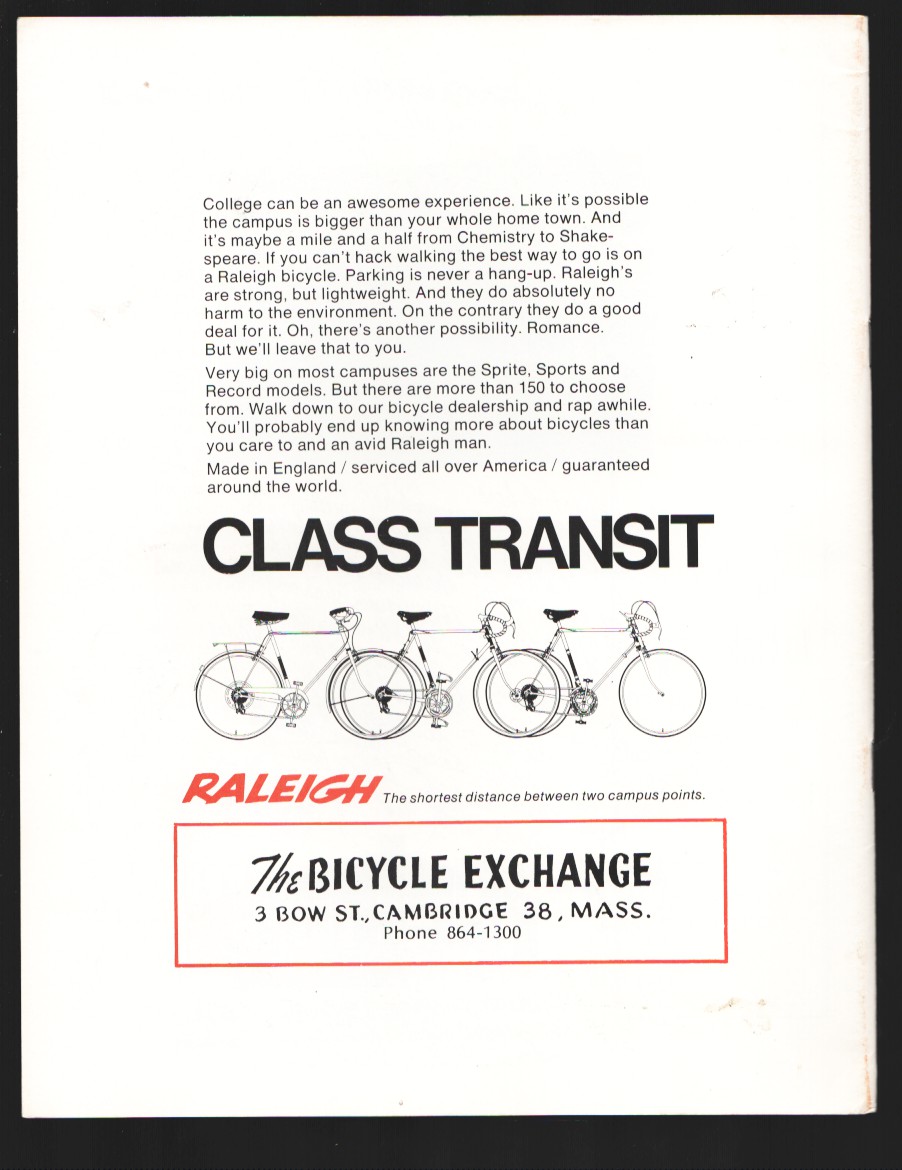 College can be an awesome experience. Like it's possible
the campus is bigger than your whole home town. And
it's maybe a mile and a half from Chemistry to Shake-
speare. If you can't hack walking the best way to go is on
a Raleigh bicycle. Parking is never a hang-up. Raleigh's
are strong, but lightweight. And they do absolutely no
harm to the environment. On the contrary they do a good
deal for it. Oh, there's another possibility. Romance.
But we'll leave that to you.
Very big on most campuses are the Sprite, Sports and
Record models. But there are more than 150 to choose
from. Walk down to our bicycle dealership and rap awhile.
You'll probably end up knowing more about bicycles than
you care to and an avid Raleigh man.
Made in England / serviced all over America / guaranteed
around the world.
CLASS TRANSIT
RALEIGH The shortest distance between two campus points.
The BICYCLE EXCHANGE
3 BOW ST., CAMBRIDGE 38, MASS.
Phone 864-1300